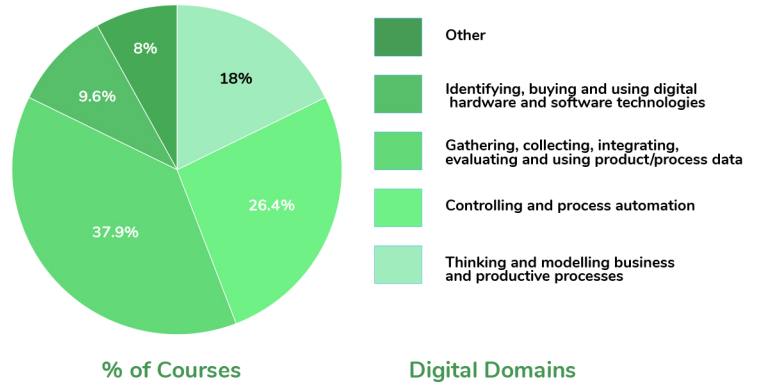 8%
18%
9.6%
26.4%
37.9%
Other
Identifying, buying and using digital
hardware and software technologies
Gathering, collecting, integrating,
evaluating and using product/process data
Controlling and process automation
Thinking and modelling business
and productive processes
% of Courses
Digital Domains